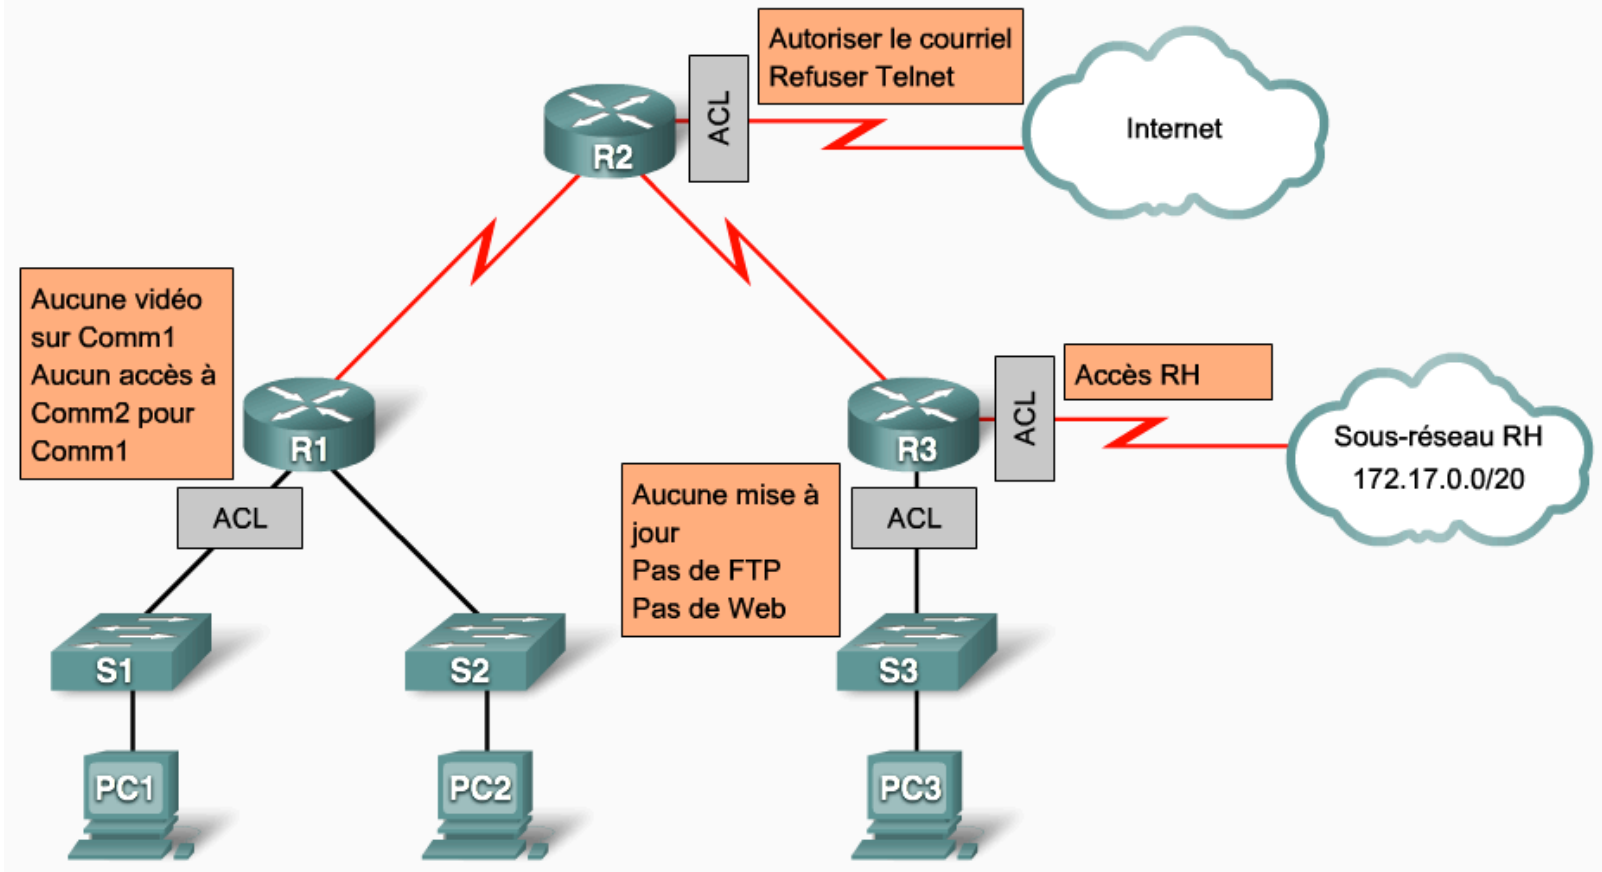 Autoriser le courriel
Refuser Telnet
ACL
Internet
R2
Aucune vidéo
sur Comm1
Aucun accès à
Comm2 pour
Comm1
R1
ACL
R3
ACL
Accès RH
Sous-réseau RH
172.17.0.0/20
Aucune mise à
jour
Pas de FTP
Pas de Web
ACL
S1
S2
S3
PC1
PC2
PC3